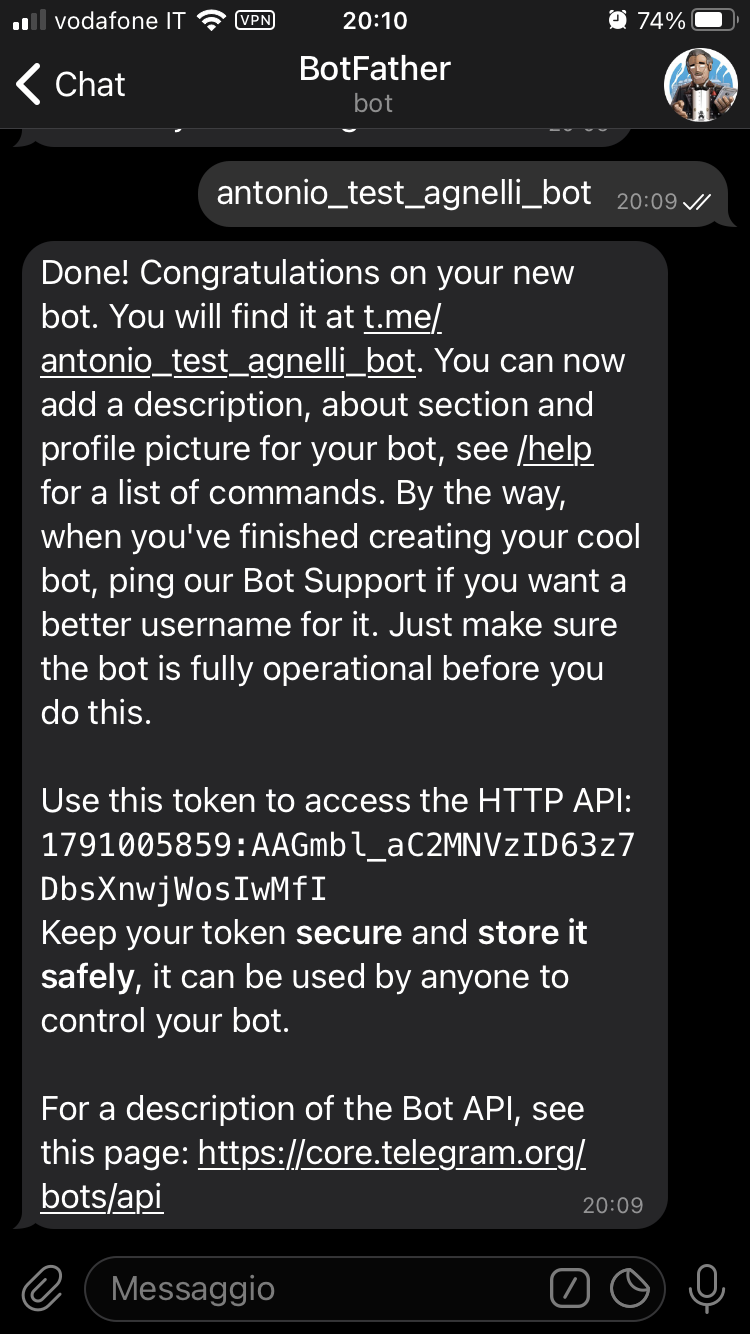 vodafone IT VPN 20:10 74%
Chat BotFather
bot
antonio_test_agnelli_bot 20:09
Done! Congratulations on your new
bot. You will find it at t.me/
antonio_test_agnelli_bot. You can now
add a description, about section and
profile picture for your bot, see /help
for a list of commands. By the way,
when you've finished creating your cool
bot, ping our Bot Support if you want a
better username for it. Just make sure
the bot is fully operational before you
do this.
Use this token to access the HTTP API:
1791005859:AAGmbl_aC2MNVzID63z7
DbsXnwjWosIwMfI
Keep your token secure and store it
safely, it can be used by anyone to
control your bot.
For a description of the Bot API, see
this page: https://core.telegram.org/
bots/api 20:09
Messaggio